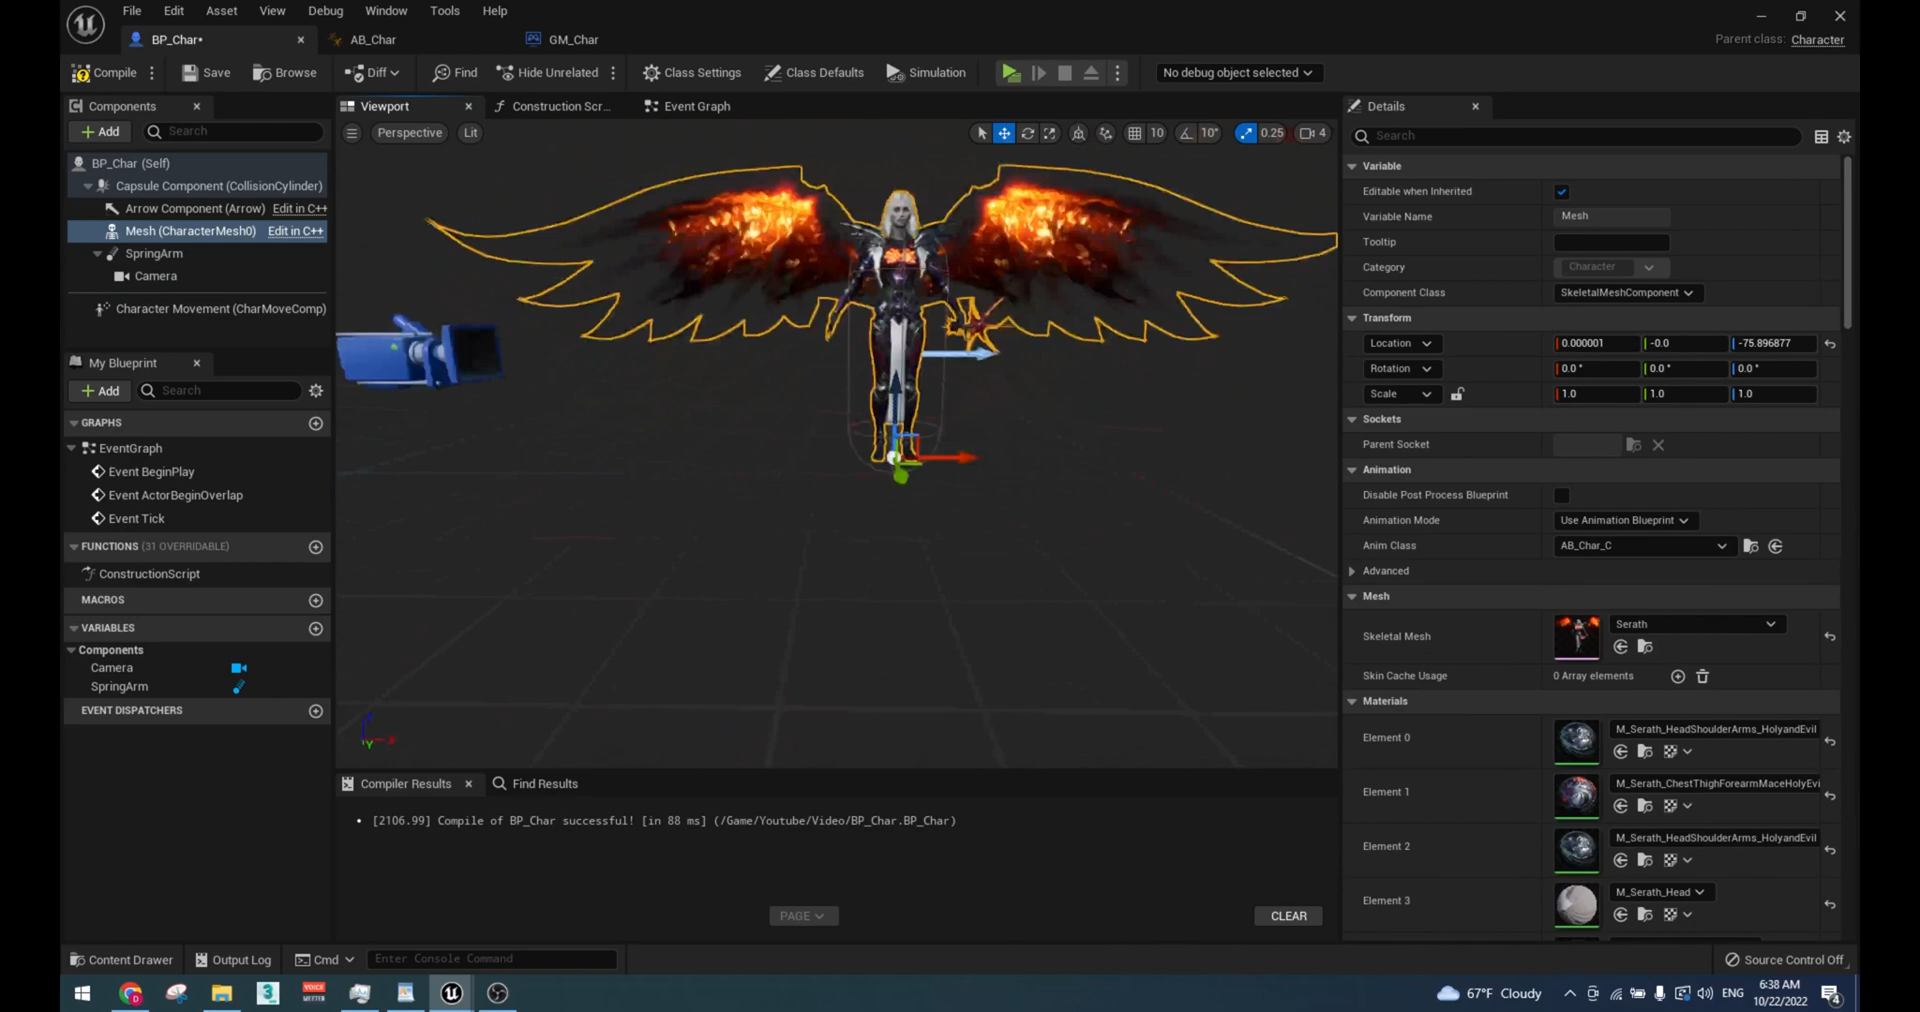 File Edit Asset View Debug Window Tools Help
BP_Char* AB_Char GM_Char
Parent class: Character
Compile Save Browse Diff Find Hide Unrelated Class Settings Class Defaults Simulation No debug object selected
Components
Add Search
BP_Char (Self)
Capsule Component (CollisionCylinder)
Arrow Component (Arrow) Edit in C++
Mesh (CharacterMesh0) Edit in C++
SpringArm
Camera
Character Movement (CharMoveComp)
My Blueprint
Add Search
GRAPHS
EventGraph
Event BeginPlay
Event ActorBeginOverlap
Event Tick
FUNCTIONS (31 OVERRIDABLE)
ConstructionScript
MACROS
VARIABLES
Components
Camera
SpringArm
EVENT DISPATCHERS
Viewport Construction Scr... Event Graph
Perspective Lit 10 10° 0.25 4
X
Y
Compiler Results Find Results
[2106.99] Compile of BP_Char successful! [in 88 ms] (/Game/Youtube/Video/BP_Char.BP_Char)
PAGE CLEAR
Details
Search
Variable
Editable when Inherited
Variable Name Mesh
Tooltip
Category Character
Component Class SkeletalMeshComponent
Transform
Location 0.000001 -0.0 -75.896877
Rotation 0.0° 0.0° 0.0°
Scale 1.0 1.0 1.0
Sockets
Parent Socket
Animation
Disable Post Process Blueprint
Animation Mode Use Animation Blueprint
Anim Class AB_Char_C
Advanced
Mesh
Skeletal Mesh Serath
Skin Cache Usage 0 Array elements
Materials
Element 0 M_Serath_HeadShoulderArms_HolyandEvil
Element 1 M_Serath_ChestThighForearmMaceHolyEvi
Element 2 M_Serath_HeadShoulderArms_HolyandEvil
Element 3 M_Serath_Head
Content Drawer Output Log Cmd Enter Console Command Source Control Off
3 VOICE MEETER 67°F Cloudy ENG 6:38 AM
10/22/2022 4